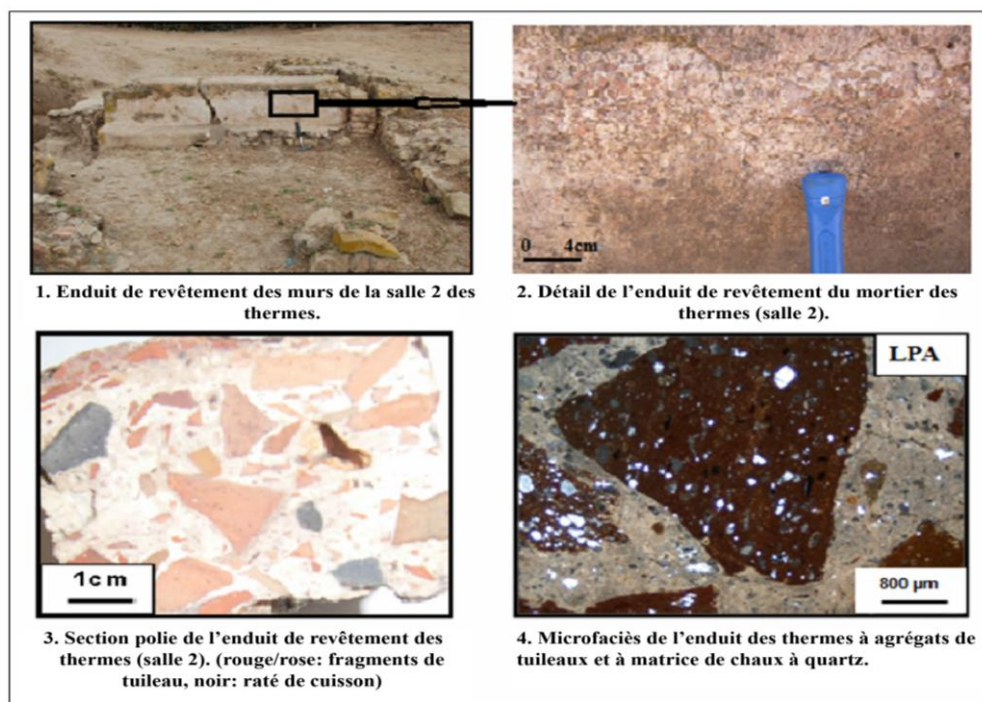 0 4cm
1. Enduit de revêtement des murs de la salle 2 des
thermes.
2. Détail de l'enduit de revêtement du mortier des
thermes (salle 2).
LPA
1cm
800 µm
3. Section polie de l'enduit de revêtement des
thermes (salle 2). (rouge/rose: fragments de
tuileau, noir: raté de cuisson)
4. Microfaciès de l'enduit des thermes à agrégats de
tuileaux et à matrice de chaux à quartz.